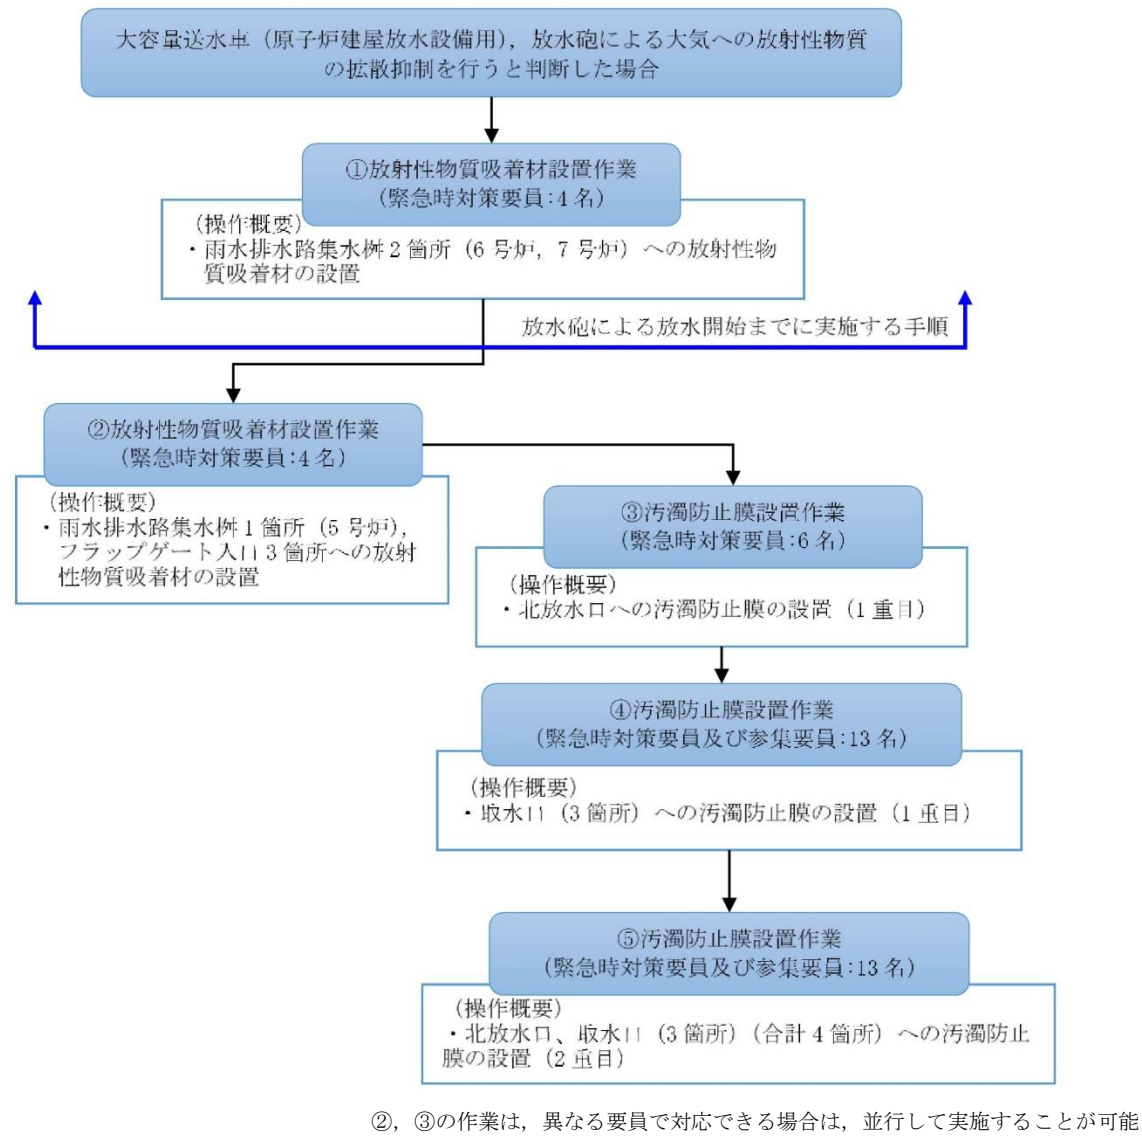 大容量送水車（原子炉建屋放水設備用），放水砲による大気への放射性物質
の拡散抑制を行うと判断した場合
①放射性物質吸着材設置作業
（緊急時対策要員:4 名）
（操作概要）
・雨水排水路集水桝 2 箇所（6 号炉，7 号炉）への放射性物
質吸着材の設置
放水砲による放水開始までに実施する手順
②放射性物質吸着材設置作業
（緊急時対策要員:4 名）
（操作概要）
・雨水排水路集水桝 1 箇所（5 号炉），
フラップゲート入口 3 箇所への放射
性物質吸着材の設置
③汚濁防止膜設置作業
（緊急時対策要員:6 名）
（操作概要）
・北放水口への汚濁防止膜の設置（1 重目）
④汚濁防止膜設置作業
（緊急時対策要員及び参集要員:13 名）
（操作概要）
・取水口（3 箇所）への汚濁防止膜の設置（1 重目）
⑤汚濁防止膜設置作業
（緊急時対策要員及び参集要員:13 名）
（操作概要）
・北放水口、取水口（3 箇所）（合計 4 箇所）への汚濁防止
膜の設置（2 重目）
②，③の作業は，異なる要員で対応できる場合は，並行して実施することが可能